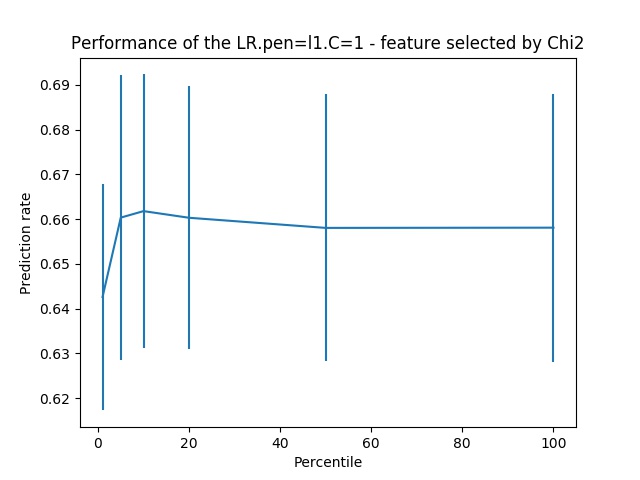 Performance of the LR.pen=l1.C=1 - feature selected by Chi2
0.69
0.68
0.67
0.66
0.65
0.64
0.63
0.62
Prediction rate
0 20 40 60 80 100
Percentile